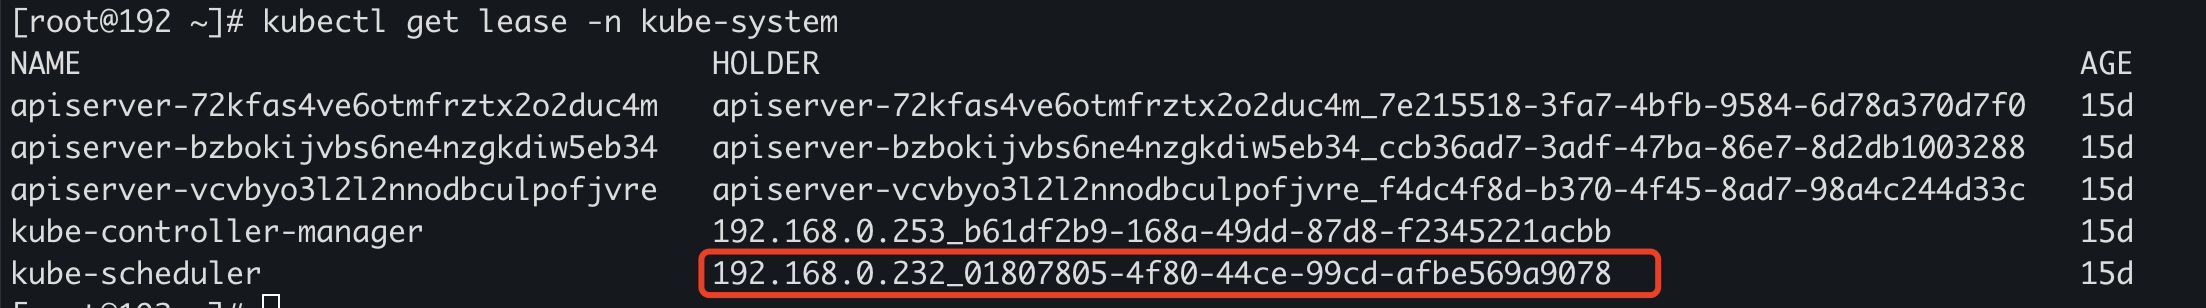 [root@192 ~]# kubectl get lease -n kube-system
NAME HOLDER AGE
apiserver-72kfas4ve6otmfrztx2o2duc4m apiserver-72kfas4ve6otmfrztx2o2duc4m_7e215518-3fa7-4bfb-9584-6d78a370d7f0 15d
apiserver-bzbokijvbs6ne4nzgkdiw5eb34 apiserver-bzbokijvbs6ne4nzgkdiw5eb34_ccb36ad7-3adf-47ba-86e7-8d2db1003288 15d
apiserver-vcvbyo3l2l2nnodbculpofjvre apiserver-vcvbyo3l2l2nnodbculpofjvre_f4dc4f8d-b370-4f45-8ad7-98a4c244d33c 15d
kube-controller-manager 192.168.0.253_b61df2b9-168a-49dd-87d8-f2345221acbb 15d
kube-scheduler 192.168.0.232_01807805-4f80-44ce-99cd-afbe569a9078 15d